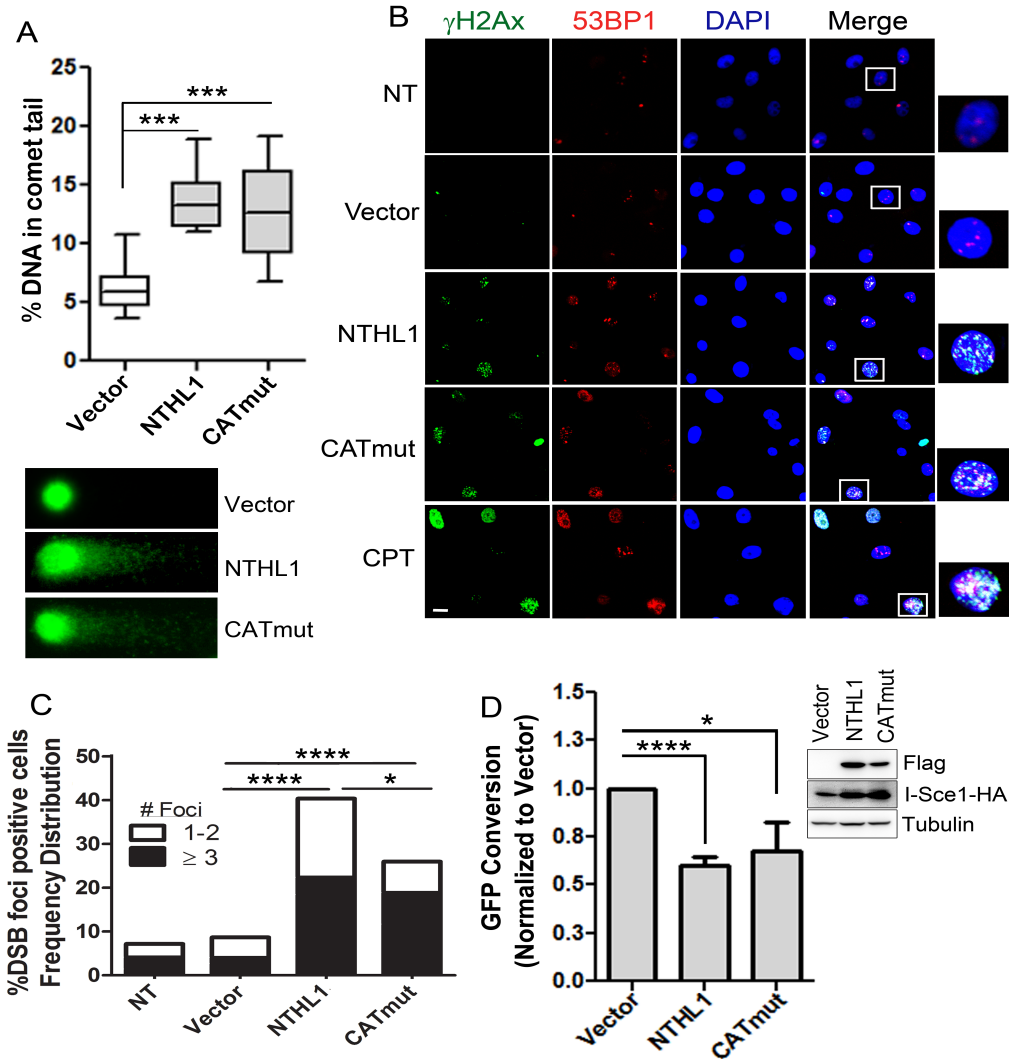 A
% DNA in comet tail
25
20
15
10
5
0
***
***
Vector
NTHL1
CATmut
Vector
NTHL1
CATmut
B
γH2Ax 53BP1 DAPI Merge
NT
Vector
NTHL1
CATmut
CPT
C
%DSB foci positive cells
Frequency Distribution
50
40
30
20
10
0
# Foci
1-2
≥ 3
****
****
*
NT
Vector
NTHL1
CATmut
D
GFP Conversion
(Normalized to Vector)
1.5
1.3
1.0
0.8
0.5
0.3
0.0
*
****
Vector
NTHL1
CATmut
Vector
NTHL1
CATmut
Flag
I-Sce1-HA
Tubulin